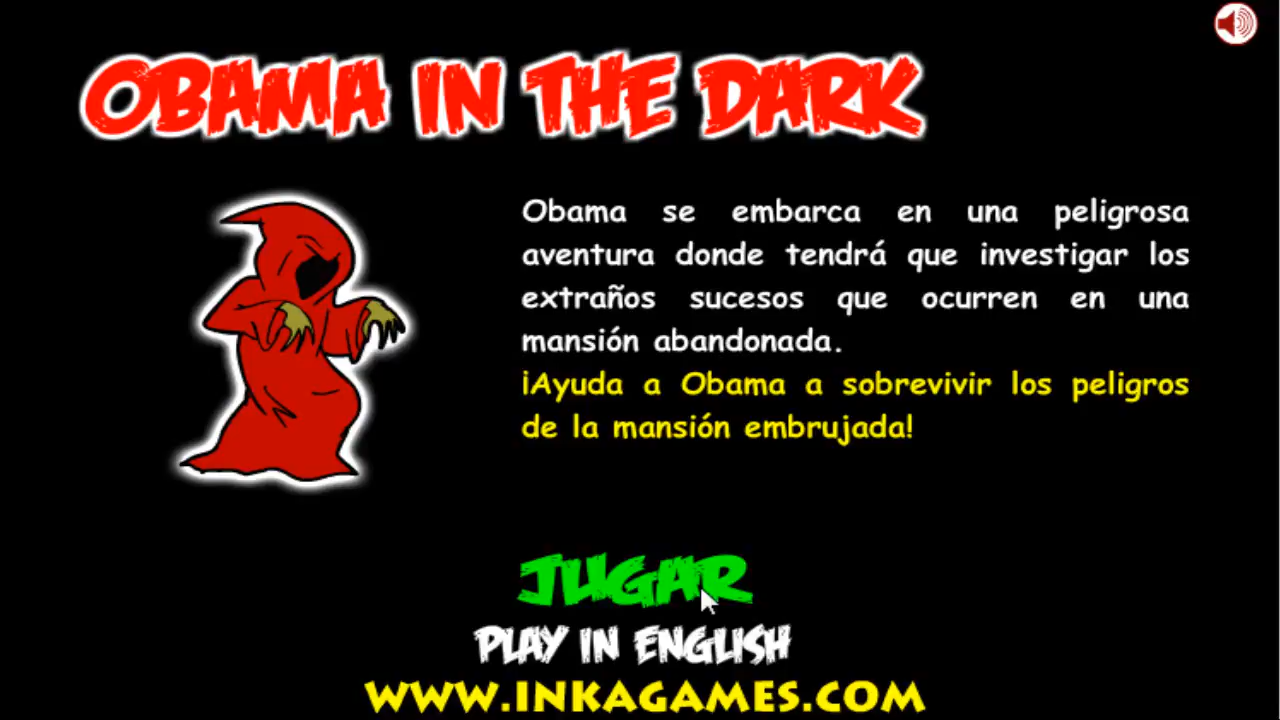 OBAMA IN THE DARK
Obama se embarca en una peligrosa
aventura donde tendrá que investigar los
extraños sucesos que ocurren en una
mansión abandonada.
¡Ayuda a Obama a sobrevivir los peligros
de la mansión embrujada!
JUGAR
PLAY IN ENGLISH
WWW.INKAGAMES.COM